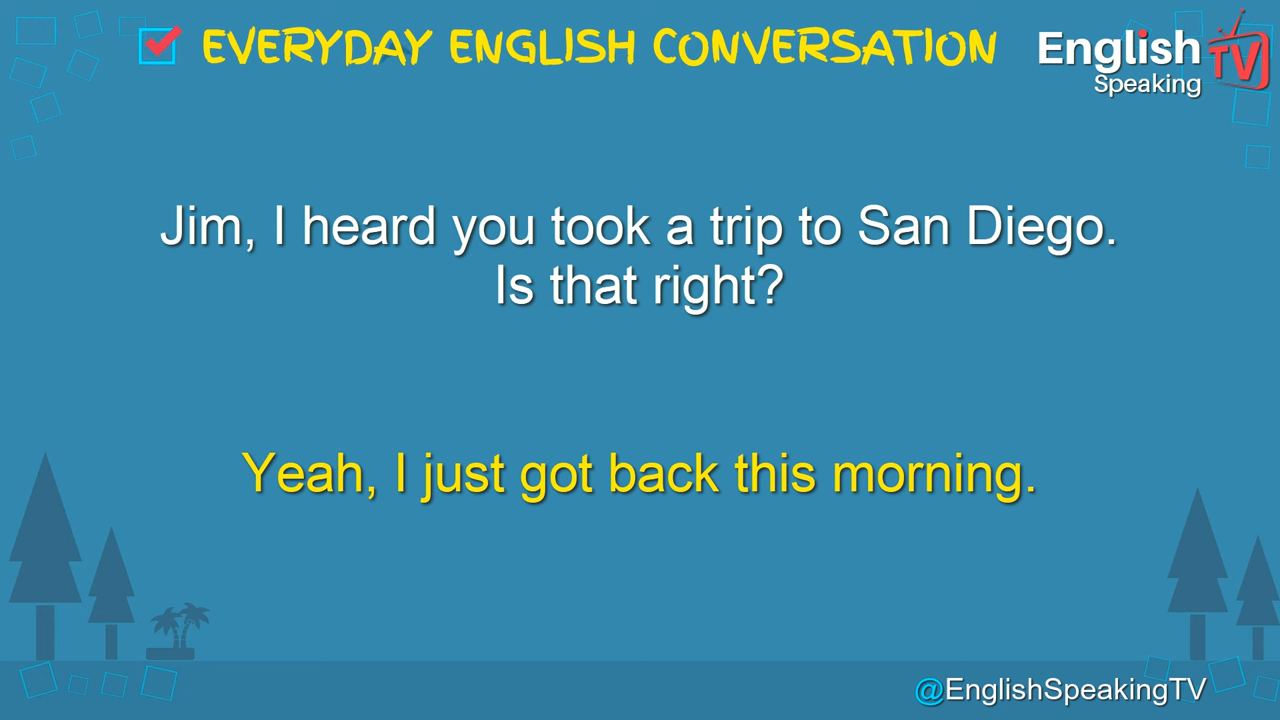 EVERYDAY ENGLISH CONVERSATION
English
Speaking
TV
Jim, I heard you took a trip to San Diego.
Is that right?
Yeah, I just got back this morning.
@EnglishSpeakingTV